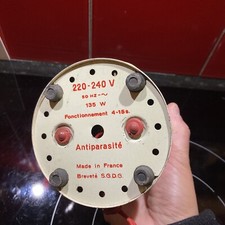 220-240 V
50 HZ ~
135 W
Fonctionnement 4-15s.
Antiparasité
Made in France
Breveté S.G.D.G.